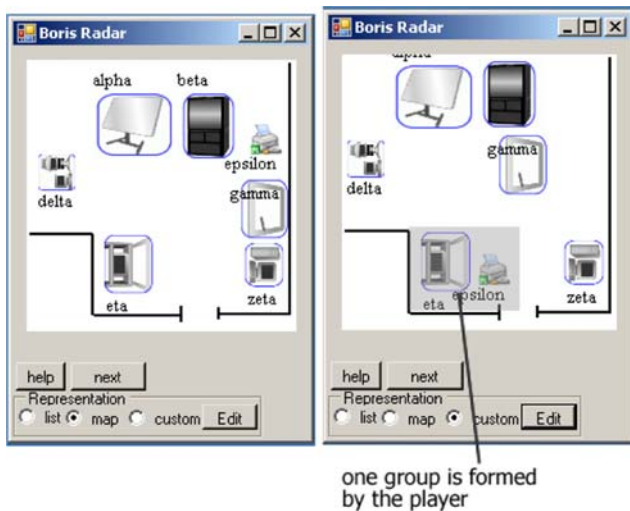 Boris Radar
alpha beta
epsilon
delta
gamma
eta
zeta
help next
Representation
list map custom Edit
Boris Radar
alpha
gamma
delta
eta epsilon
zeta
help next
Representation
list map custom Edit
one group is formed
by the player